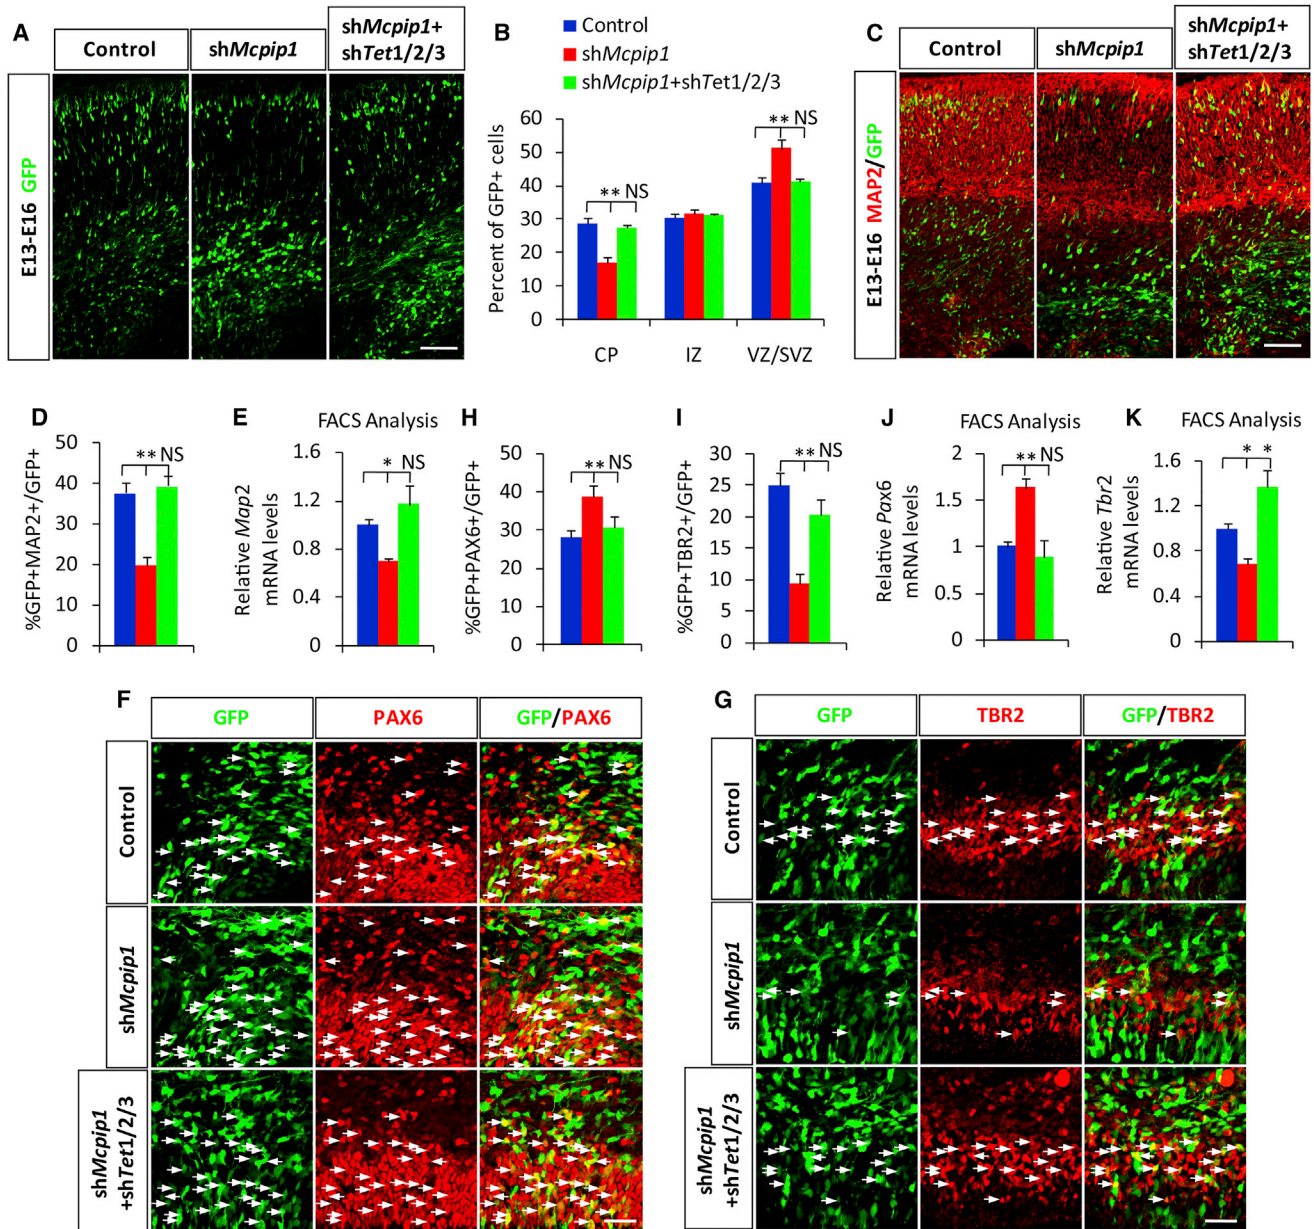 A
Control
shMcpip1
shMcpip1+
shTet1/2/3
E13-E16 GFP
B
Control
shMcpip1
shMcpip1+shTet1/2/3
Percent of GFP+ cells
60
50
40
30
20
10
0
** NS
** NS
CP
IZ
VZ/SVZ
C
Control
shMcpip1
shMcpip1+
shTet1/2/3
E13-E16 MAP2/GFP
D
%GFP+MAP2+/GFP+
50
40
30
20
10
0
** NS
E
FACS Analysis
Relative Map2
mRNA levels
1.6
1.2
0.8
0.4
0
* NS
H
%GFP+PAX6+/GFP+
50
40
30
20
10
0
** NS
I
%GFP+TBR2+/GFP+
30
25
20
15
10
5
0
** NS
J
FACS Analysis
Relative Pax6
mRNA levels
2
1.5
1
0.5
0
** NS
K
FACS Analysis
Relative Tbr2
mRNA levels
1.6
1.2
0.8
0.4
0
* *
F
GFP
PAX6
GFP/PAX6
Control
shMcpip1
shMcpip1
+shTet1/2/3
G
GFP
TBR2
GFP/TBR2
Control
shMcpip1
shMcpip1
+shTet1/2/3